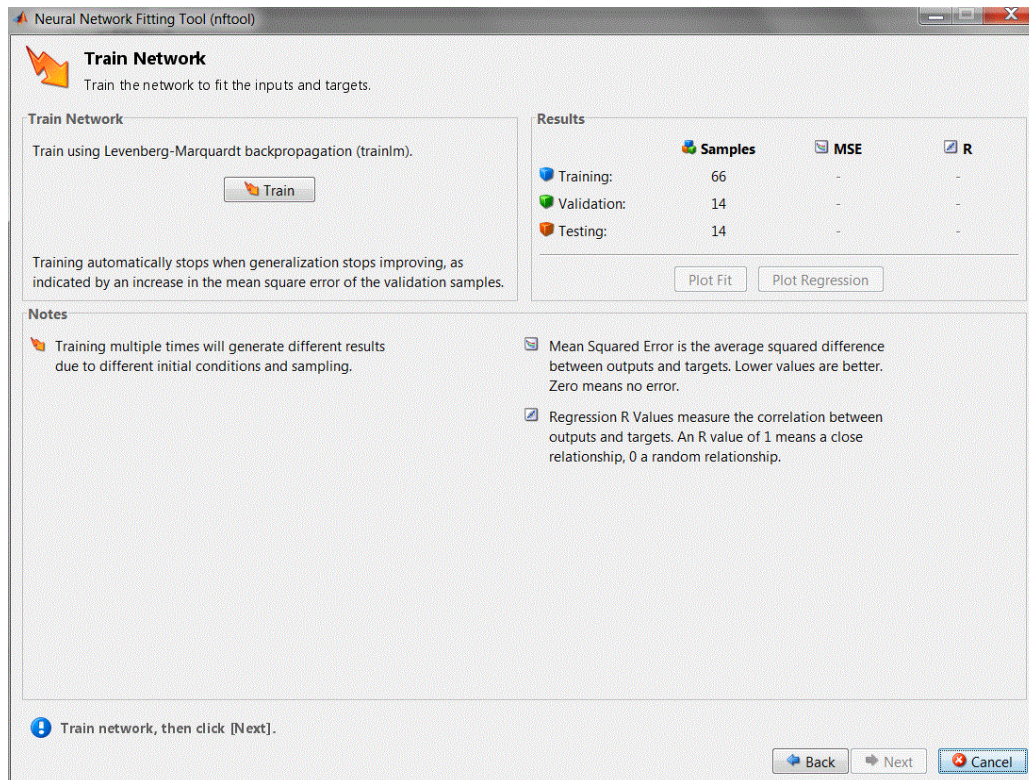 Neural Network Fitting Tool (nftool)
Train Network
Train the network to fit the inputs and targets.
Train Network
Train using Levenberg-Marquardt backpropagation (trainlm).
Train
Training automatically stops when generalization stops improving, as
indicated by an increase in the mean square error of the validation samples.
Results
Samples MSE R
Training: 66 - -
Validation: 14 - -
Testing: 14 - -
Plot Fit Plot Regression
Notes
Training multiple times will generate different results
due to different initial conditions and sampling.
Mean Squared Error is the average squared difference
between outputs and targets. Lower values are better.
Zero means no error.
Regression R Values measure the correlation between
outputs and targets. An R value of 1 means a close
relationship, 0 a random relationship.
Train network, then click [Next].
Back Next Cancel